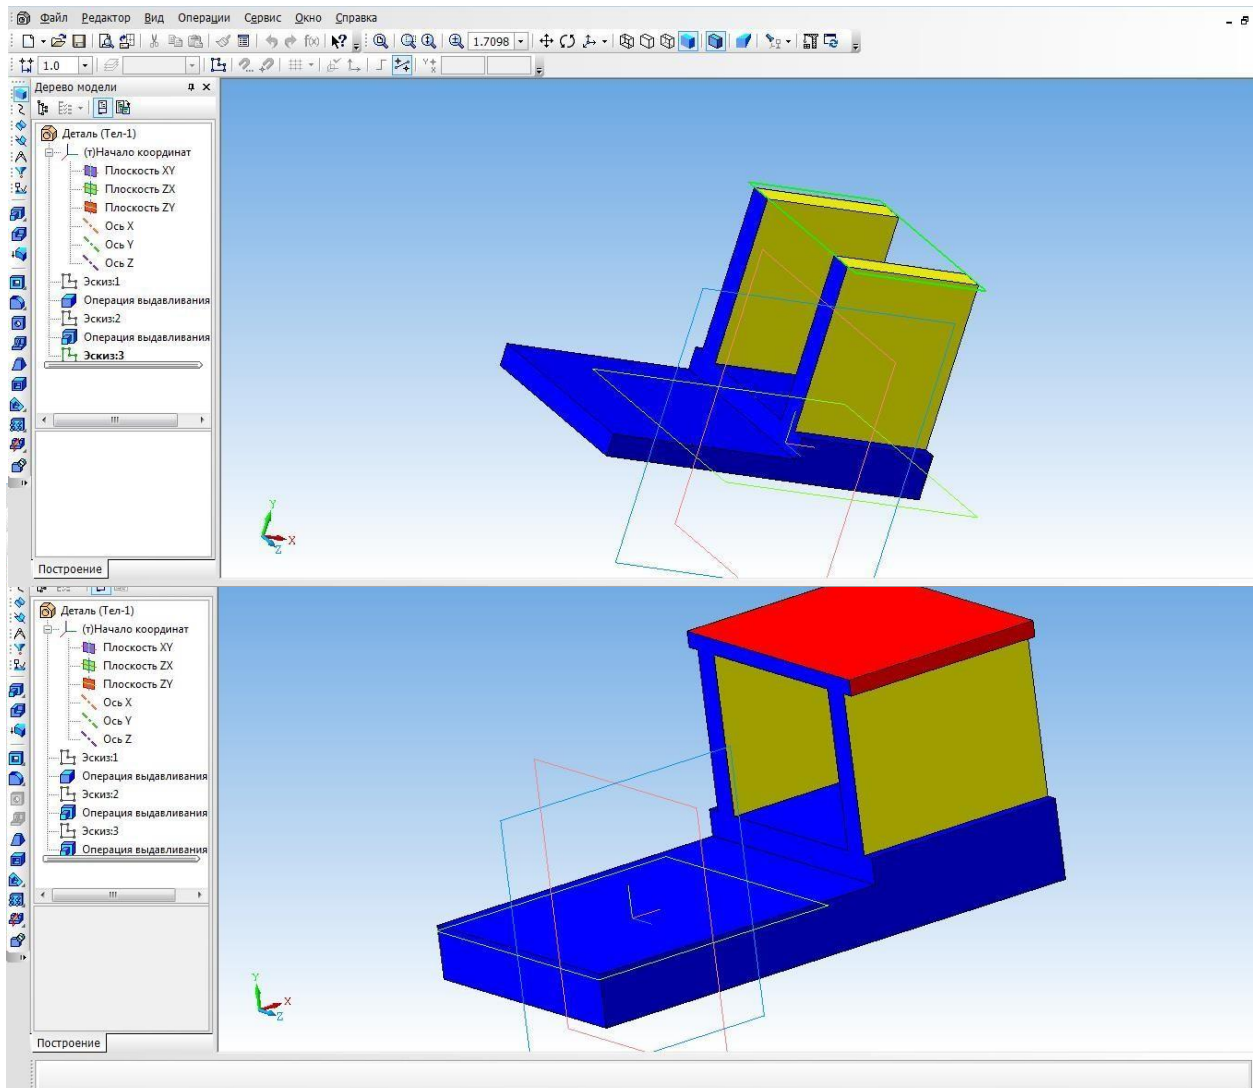 Файл Редактор Вид Операции Сервис Окно Справка
1.7098
1.0
Дерево модели
Деталь (Тел-1)
(т)Начало координат
Плоскость XY
Плоскость ZX
Плоскость ZY
Ось X
Ось Y
Ось Z
Эскиз:1
Операция выдавливания
Эскиз:2
Операция выдавливания
Эскиз:3
Y
X
Z
Построение
Деталь (Тел-1)
(т)Начало координат
Плоскость XY
Плоскость ZX
Плоскость ZY
Ось X
Ось Y
Ось Z
Эскиз:1
Операция выдавливания
Эскиз:2
Операция выдавливания
Эскиз:3
Операция выдавливания
Y
X
Z
Построение